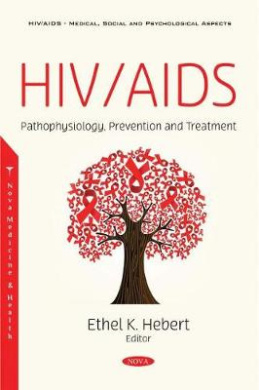 HIV/AIDS - Medical, Social and Psychological Aspects
HIV/AIDS
Pathophysiology, Prevention and Treatment
Nova Medicine & Health
Ethel K. Hebert
Editor
NOVA